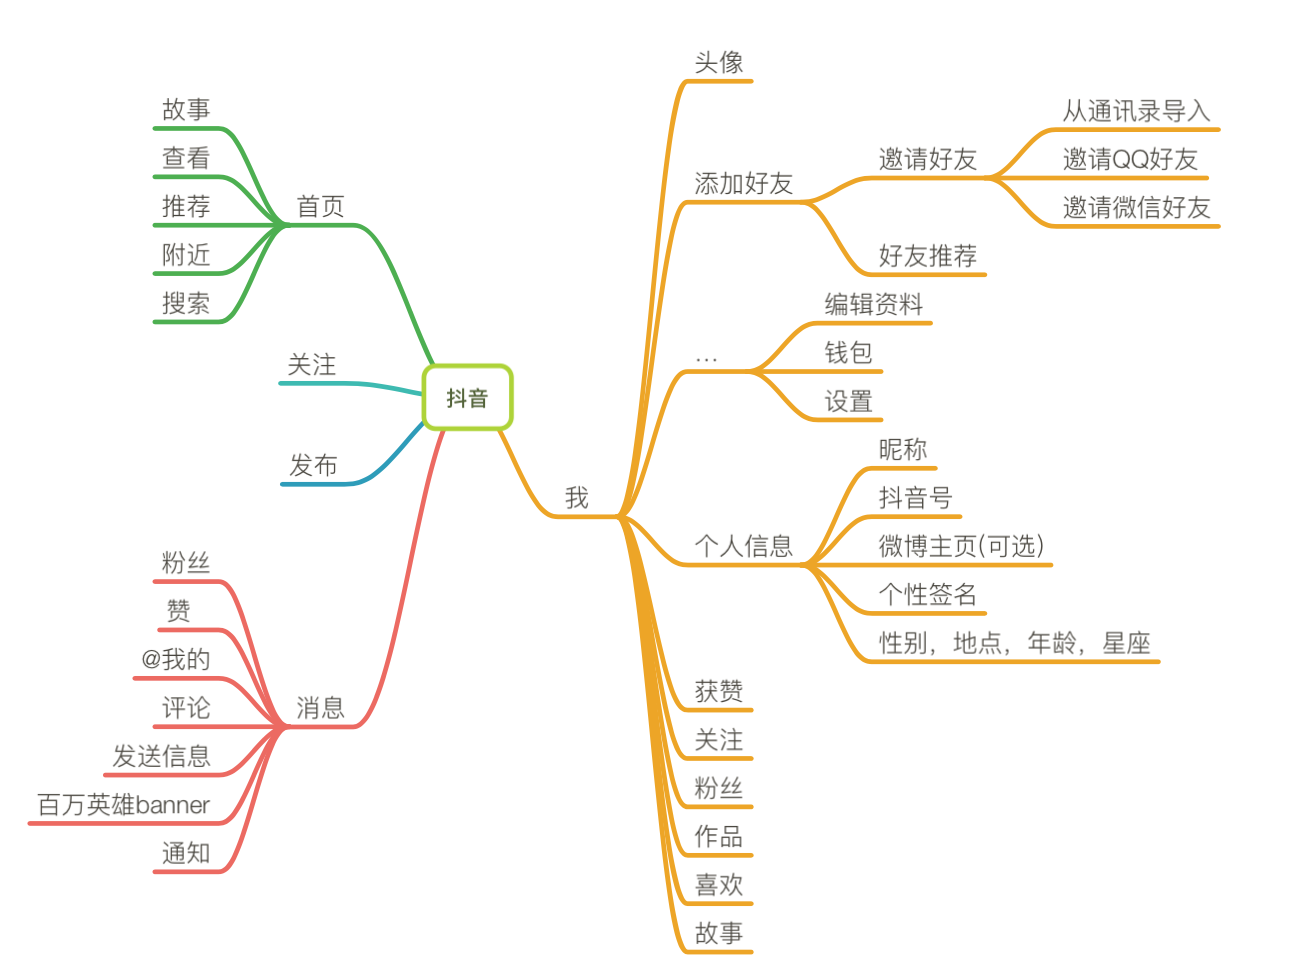 抖音
首页
故事
查看
推荐
附近
搜索
关注
发布
消息
粉丝
赞
@我的
评论
发送信息
百万英雄banner
通知
我
头像
添加好友
邀请好友
从通讯录导入
邀请QQ好友
邀请微信好友
好友推荐
...
编辑资料
钱包
设置
个人信息
昵称
抖音号
微博主页(可选)
个性签名
性别，地点，年龄，星座
获赞
关注
粉丝
作品
喜欢
故事